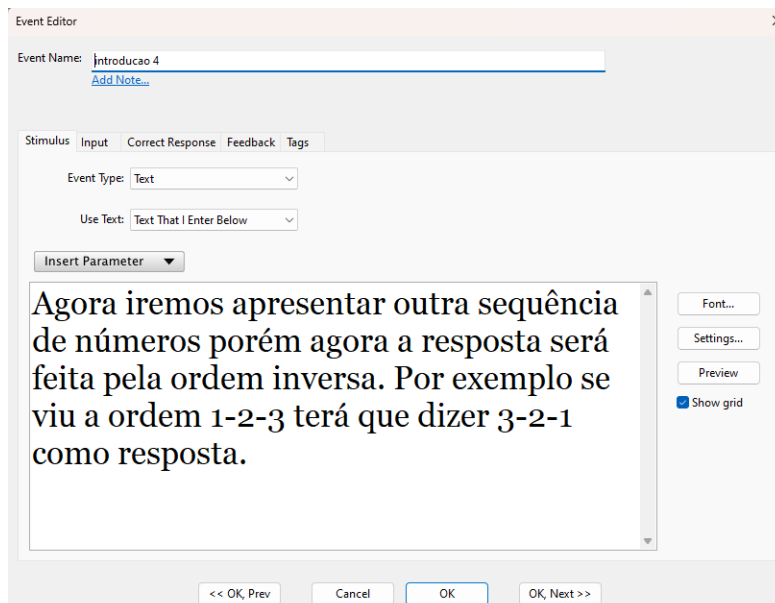 Event Editor
Event Name: introducao 4
Add Note...
Stimulus Input Correct Response Feedback Tags
Event Type: Text
Use Text: Text That I Enter Below
Insert Parameter
Agora iremos apresentar outra sequência
de números porém agora a resposta será
feita pela ordem inversa. Por exemplo se
viu a ordem 1-2-3 terá que dizer 3-2-1
como resposta.
Font...
Settings...
Preview
Show grid
<< OK, Prev Cancel OK OK, Next >>